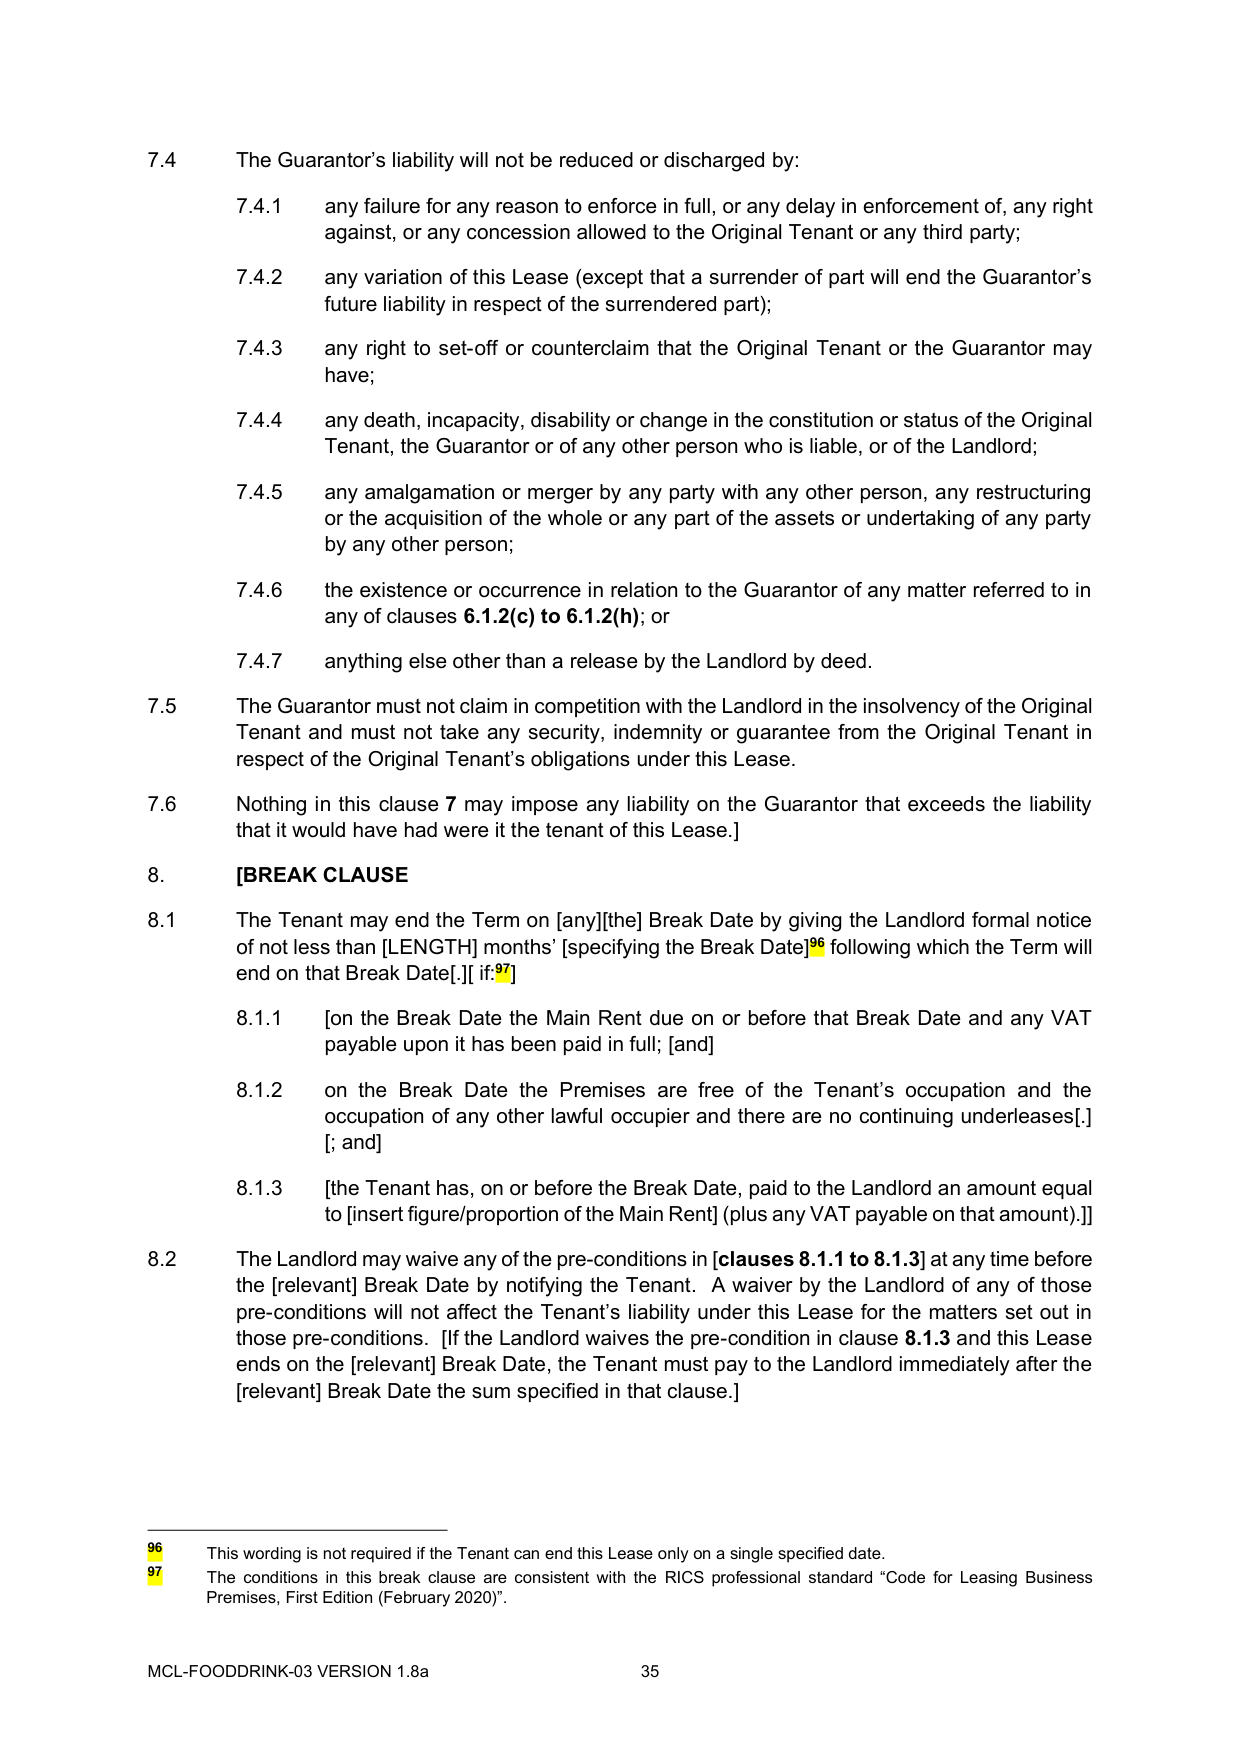 7.4 The Guarantor’s liability will not be reduced or discharged by:
7.4.1 any failure for any reason to enforce in full, or any delay in enforcement of, any right
against, or any concession allowed to the Original Tenant or any third party;
7.4.2 any variation of this Lease (except that a surrender of part will end the Guarantor’s
future liability in respect of the surrendered part);
7.4.3 any right to set-off or counterclaim that the Original Tenant or the Guarantor may
have;
7.4.4 any death, incapacity, disability or change in the constitution or status of the Original
Tenant, the Guarantor or of any other person who is liable, or of the Landlord;
7.4.5 any amalgamation or merger by any party with any other person, any restructuring
or the acquisition of the whole or any part of the assets or undertaking of any party
by any other person;
7.4.6 the existence or occurrence in relation to the Guarantor of any matter referred to in
any of clauses 6.1.2(c) to 6.1.2(h); or
7.4.7 anything else other than a release by the Landlord by deed.
7.5 The Guarantor must not claim in competition with the Landlord in the insolvency of the Original
Tenant and must not take any security, indemnity or guarantee from the Original Tenant in
respect of the Original Tenant’s obligations under this Lease.
7.6 Nothing in this clause 7 may impose any liability on the Guarantor that exceeds the liability
that it would have had were it the tenant of this Lease.]
8. [BREAK CLAUSE
8.1 The Tenant may end the Term on [any][the] Break Date by giving the Landlord formal notice
of not less than [LENGTH] months’ [specifying the Break Date]96 following which the Term will
end on that Break Date[.][ if:97]
8.1.1 [on the Break Date the Main Rent due on or before that Break Date and any VAT
payable upon it has been paid in full; [and]
8.1.2 on the Break Date the Premises are free of the Tenant’s occupation and the
occupation of any other lawful occupier and there are no continuing underleases[.]
[; and]
8.1.3 [the Tenant has, on or before the Break Date, paid to the Landlord an amount equal
to [insert figure/proportion of the Main Rent] (plus any VAT payable on that amount).]]
8.2 The Landlord may waive any of the pre-conditions in [clauses 8.1.1 to 8.1.3] at any time before
the [relevant] Break Date by notifying the Tenant. A waiver by the Landlord of any of those
pre-conditions will not affect the Tenant’s liability under this Lease for the matters set out in
those pre-conditions. [If the Landlord waives the pre-condition in clause 8.1.3 and this Lease
ends on the [relevant] Break Date, the Tenant must pay to the Landlord immediately after the
[relevant] Break Date the sum specified in that clause.]
96 This wording is not required if the Tenant can end this Lease only on a single specified date.
97 The conditions in this break clause are consistent with the RICS professional standard “Code for Leasing Business
Premises, First Edition (February 2020)”.
MCL-FOODDRINK-03 VERSION 1.8a 35